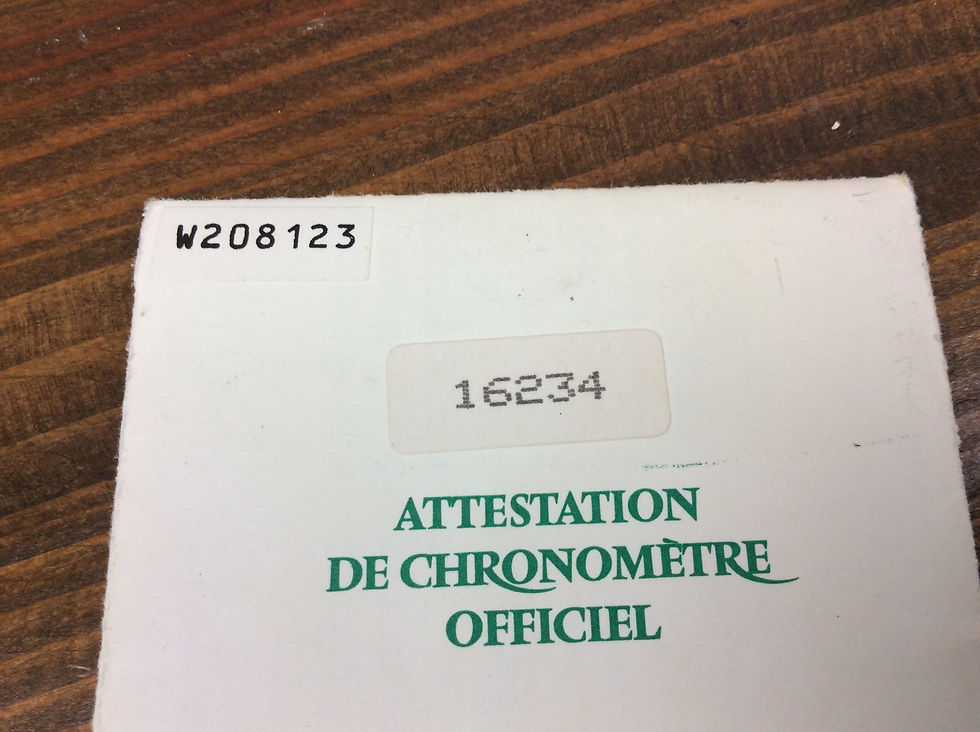 W208123
16234
ATTESTATION
DE CHRONOMÈTRE
OFFICIEL